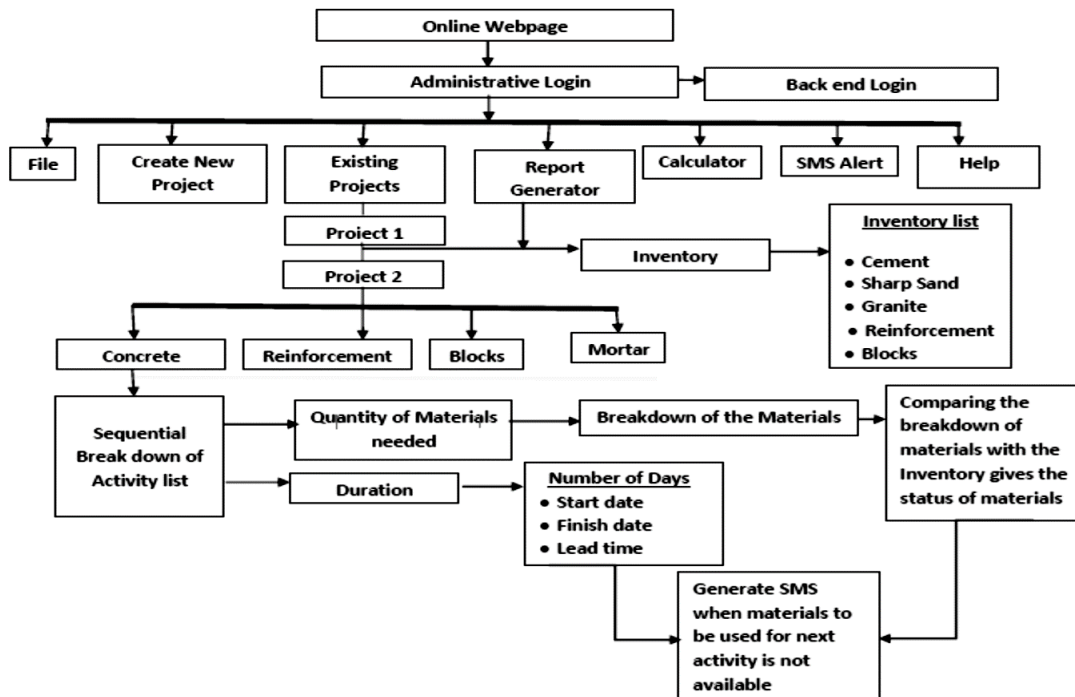 Online Webpage
Administrative Login
Back end Login
File
Create New
Project
Existing
Projects
Report
Generator
Calculator
SMS Alert
Help
Project 1
Project 2
Inventory
Inventory list
• Cement
• Sharp Sand
• Granite
• Reinforcement
• Blocks
Concrete
Reinforcement
Blocks
Mortar
Sequential
Break down of
Activity list
Quantity of Materials
needed
Breakdown of the Materials
Comparing the
breakdown of
materials with the
Inventory gives the
status of materials
Duration
Number of Days
• Start date
• Finish date
• Lead time
Generate SMS
when materials to
be used for next
activity is not
available